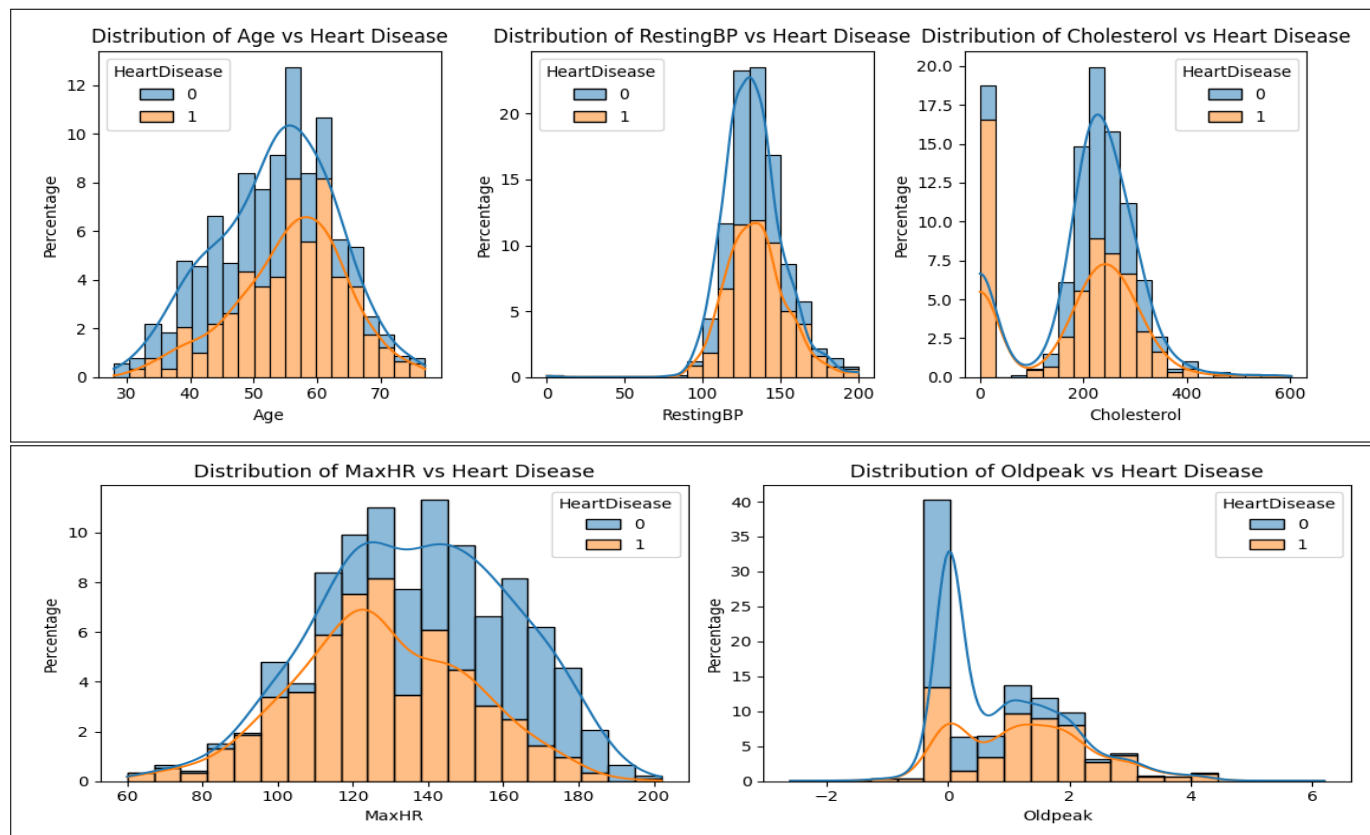 Distribution of Age vs Heart Disease
HeartDisease
0
1
12
10
8
6
4
2
0
Percentage
30 40 50 60 70
Age
Distribution of RestingBP vs Heart Disease
HeartDisease
0
1
20
15
10
5
0
Percentage
0 50 100 150 200
RestingBP
Distribution of Cholesterol vs Heart Disease
HeartDisease
0
1
20.0
17.5
15.0
12.5
10.0
7.5
5.0
2.5
0.0
Percentage
0 200 400 600
Cholesterol
Distribution of MaxHR vs Heart Disease
HeartDisease
0
1
10
8
6
4
2
0
Percentage
60 80 100 120 140 160 180 200
MaxHR
Distribution of Oldpeak vs Heart Disease
HeartDisease
0
1
40
35
30
25
20
15
10
5
0
Percentage
−2 0 2 4 6
Oldpeak